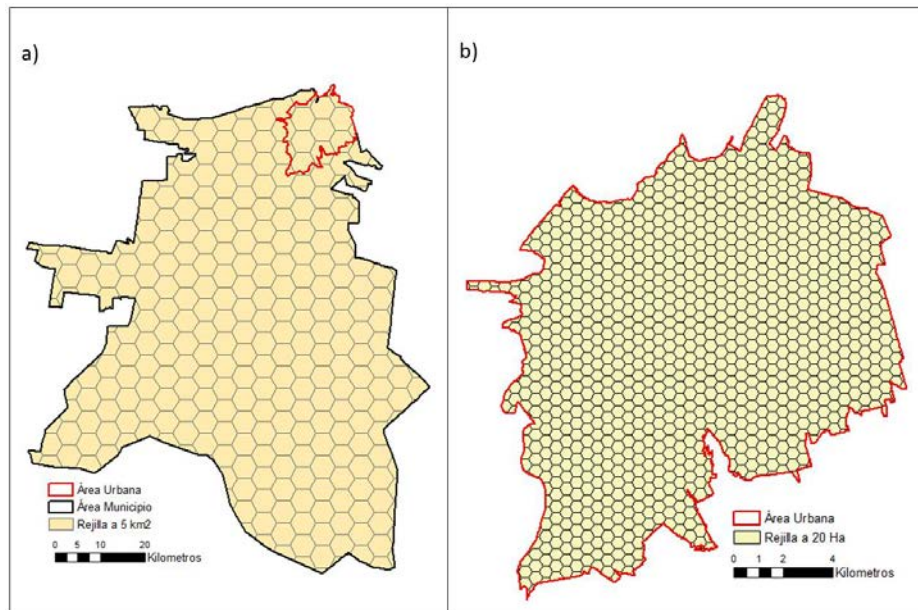 a)
Área Urbana
Área Municipio
Rejilla a 5 km2
0 5 10 20
Kilometros
b)
Área Urbana
Rejilla a 20 Ha
0 1 2 4
Kilometros